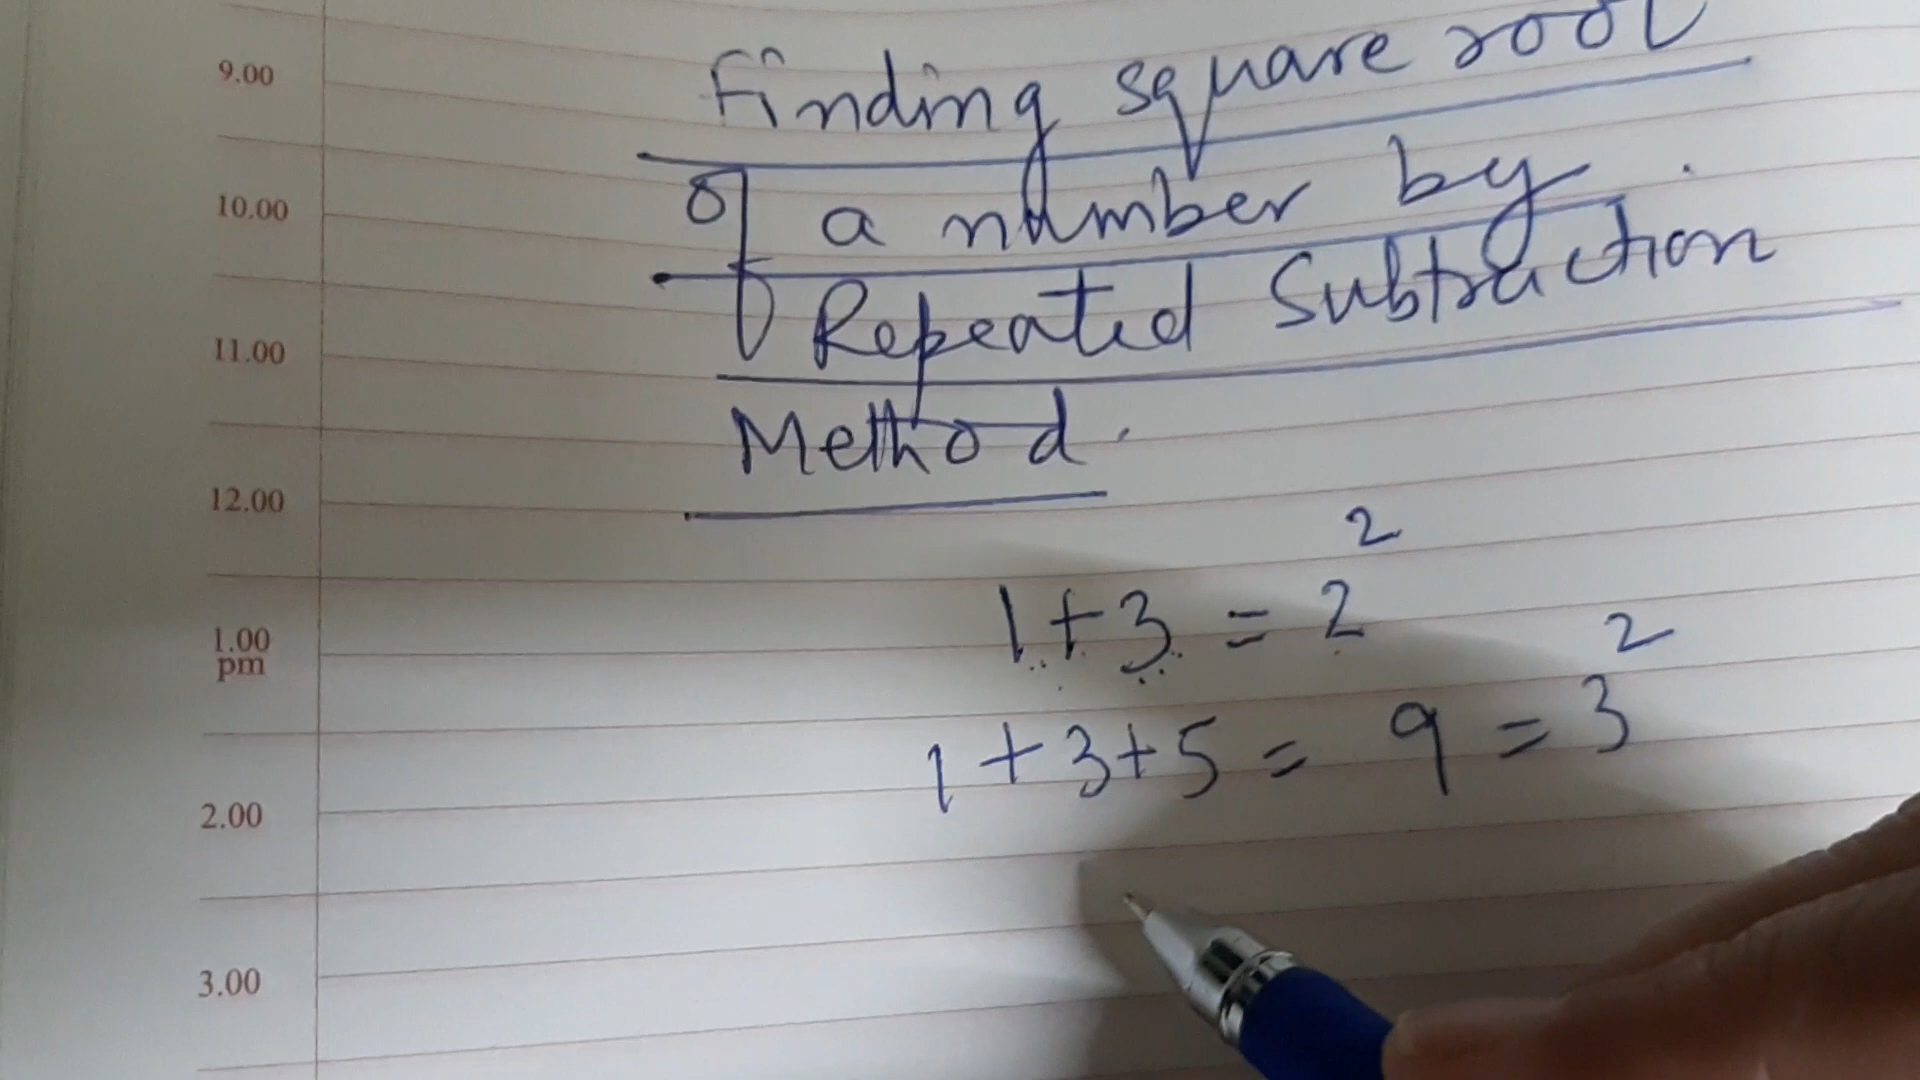 9.00
Finding square root
10.00
of a number by
11.00
Repeated Subtraction
Method.
12.00
1+3 = 2²
1.00
pm
1+3+5 = 9 = 3²
2.00
3.00